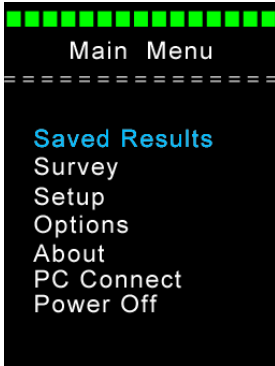 Main Menu
= = = = = = = = = = = = = = = =
Saved Results
Survey
Setup
Options
About
PC Connect
Power Off